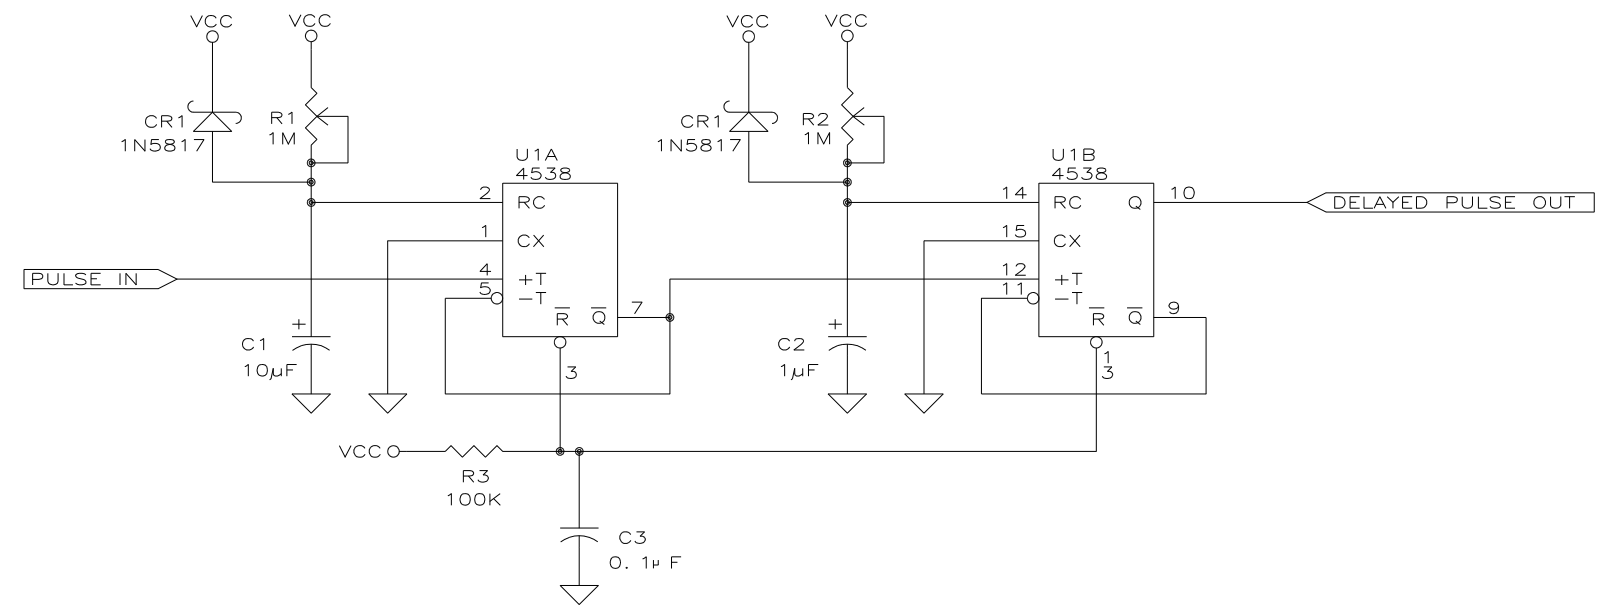 VCC
VCC
VCC
VCC
CR1
1N5817
R1
1M
CR1
1N5817
R2
1M
U1A
4538
U1B
4538
2
RC
14
RC
Q
10
DELAYED PULSE OUT
1
CX
15
CX
PULSE IN
4
+T
12
+T
5
-T
11
-T
R̅
Q̅
7
R̅
Q̅
9
+
C1
10µF
+
C2
1µF
3
1
3
VCC
R3
100K
C3
0. 1µ F